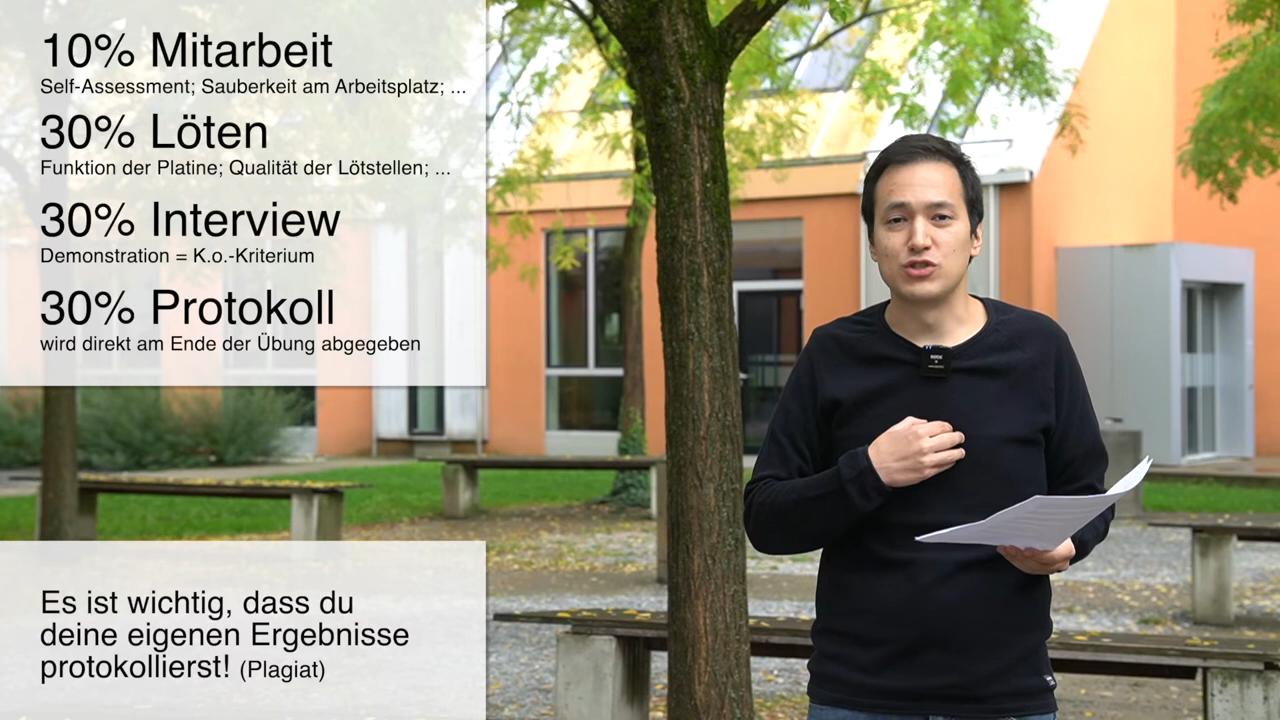 10% Mitarbeit
Self-Assessment; Sauberkeit am Arbeitsplatz; ...
30% Löten
Funktion der Platine; Qualität der Lötstellen; ...
30% Interview
Demonstration = K.o.-Kriterium
30% Protokoll
wird direkt am Ende der Übung abgegeben
Es ist wichtig, dass du
deine eigenen Ergebnisse
protokollierst! (Plagiat)